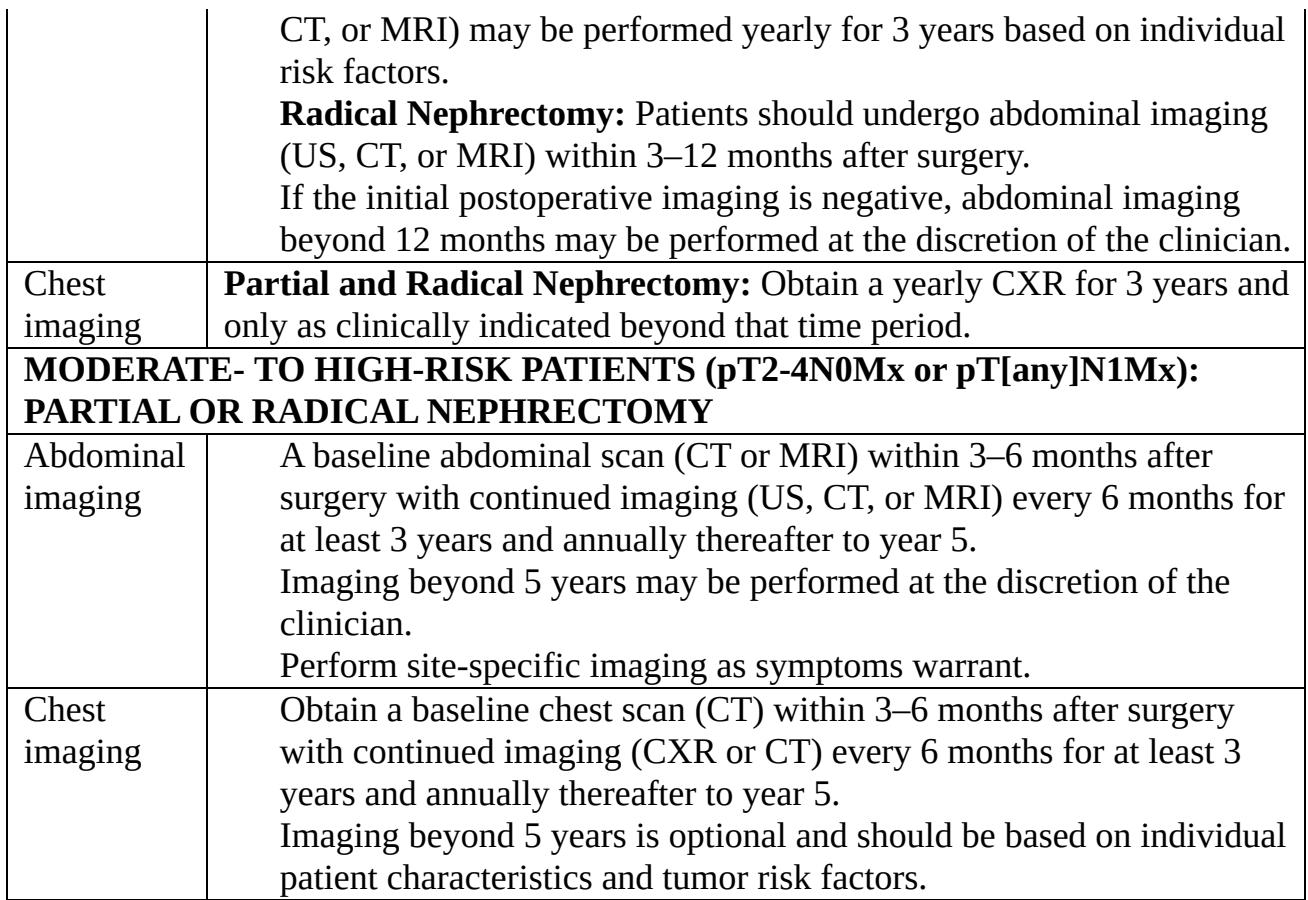 CT, or MRI) may be performed yearly for 3 years based on individual
risk factors.
Radical Nephrectomy: Patients should undergo abdominal imaging
(US, CT, or MRI) within 3–12 months after surgery.
If the initial postoperative imaging is negative, abdominal imaging
beyond 12 months may be performed at the discretion of the clinician.
Chest
imaging
Partial and Radical Nephrectomy: Obtain a yearly CXR for 3 years and
only as clinically indicated beyond that time period.
MODERATE- TO HIGH-RISK PATIENTS (pT2-4N0Mx or pT[any]N1Mx):
PARTIAL OR RADICAL NEPHRECTOMY
Abdominal
imaging
A baseline abdominal scan (CT or MRI) within 3–6 months after
surgery with continued imaging (US, CT, or MRI) every 6 months for
at least 3 years and annually thereafter to year 5.
Imaging beyond 5 years may be performed at the discretion of the
clinician.
Perform site-specific imaging as symptoms warrant.
Chest
imaging
Obtain a baseline chest scan (CT) within 3–6 months after surgery
with continued imaging (CXR or CT) every 6 months for at least 3
years and annually thereafter to year 5.
Imaging beyond 5 years is optional and should be based on individual
patient characteristics and tumor risk factors.